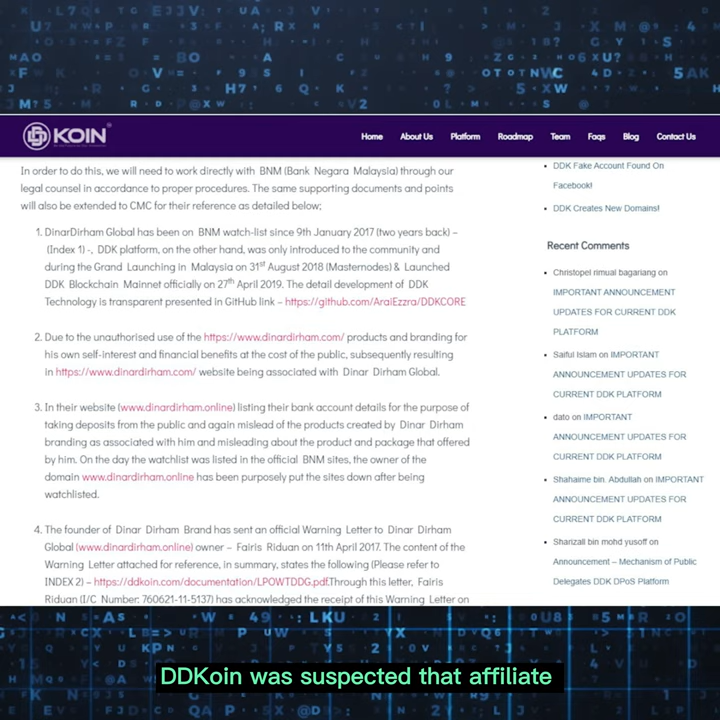 KOIN
Home About Us Platform Roadmap Team Faqs Blog Contact Us
In order to do this, we will need to work directly with BNM (Bank Negara Malaysia) through our
legal counsel in accordance to proper procedures. The same supporting documents and points
will also be extended to CMC for their reference as detailed below;
1. DinarDirham Global has been on BNM watch-list since 9th January 2017 (two years back) –
(Index 1) -, DDK platform, on the other hand, was only introduced to the community and
during the Grand Launching in Malaysia on 31st August 2018 (Masternodes) & Launched
DDK Blockchain Mainnet officially on 27th April 2019. The detail development of DDK
Technology is transparent presented in GitHub link – https://github.com/AraiEzzra/DDKCORE
2. Due to the unauthorised use of the https://www.dinardirham.com/ products and branding for
his own self-interest and financial benefits at the cost of the public, subsequently resulting
in https://www.dinardirham.com/ website being associated with Dinar Dirham Global.
3. In their website (www.dinardirham.online) listing their bank account details for the purpose of
taking deposits from the public and again mislead of the products created by Dinar Dirham
branding as associated with him and misleading about the product and package that offered
by him. On the day the watchlist was listed in the official BNM sites, the owner of the
domain www.dinardirham.online has been purposely put the sites down after being
watchlisted.
4. The founder of Dinar Dirham Brand has sent an official Warning Letter to Dinar Dirham
Global (www.dinardirham.online) owner – Fairis Riduan on 11th April 2017. The content of the
Warning Letter attached for reference, in summary, states the following (Please refer to
INDEX 2) – https://ddkoin.com/documentation/LPOWTDDG.pdf.Through this letter, Fairis
Riduan (I/C Number: 760621-11-5137) has acknowledged the receipt of this Warning Letter on
DDK Fake Account Found On
Facebook!
DDK Creates New Domains!
Recent Comments
Christopel rimual bagariang on
IMPORTANT ANNOUNCEMENT
UPDATES FOR CURRENT DDK
PLATFORM
Saiful Islam on IMPORTANT
ANNOUNCEMENT UPDATES FOR
CURRENT DDK PLATFORM
dato on IMPORTANT
ANNOUNCEMENT UPDATES FOR
CURRENT DDK PLATFORM
Shahaime bin. Abdullah on IMPORTANT
ANNOUNCEMENT UPDATES FOR
CURRENT DDK PLATFORM
Sharizall bin mohd yusoff on
Announcement – Mechanism of Public
Delegates DDK DPoS Platform
DDKoin was suspected that affiliate